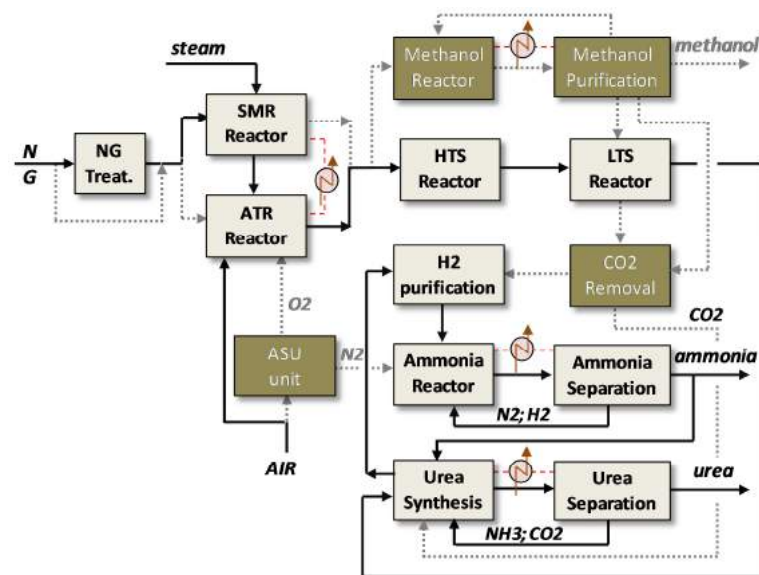 steam
Methanol
Reactor
Methanol
Purification
methanol
SMR
Reactor
N
G
NG
Treat.
HTS
Reactor
LTS
Reactor
ATR
Reactor
H2
purification
CO2
Removal
O2
CO2
ASU
unit
N2
Ammonia
Reactor
Ammonia
Separation
ammonia
N2; H2
AIR
Urea
Synthesis
Urea
Separation
urea
NH3; CO2